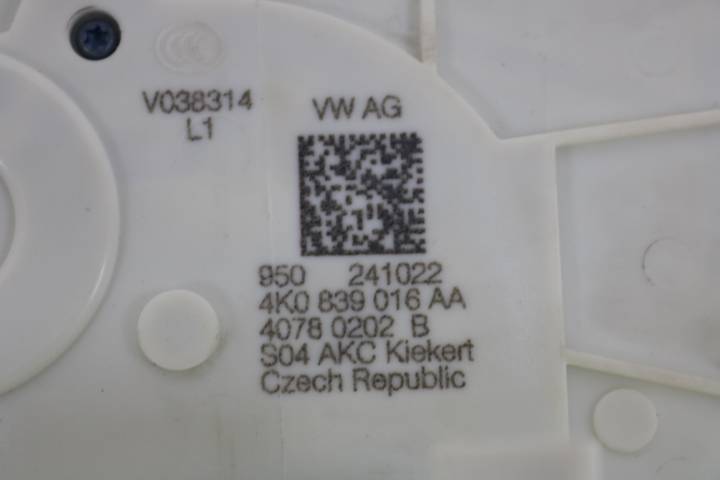 V038314
L1
VW AG
950 241022
4K0 839 016 AA
4078 0202 B
S04 AKC Kiekert
Czech Republic